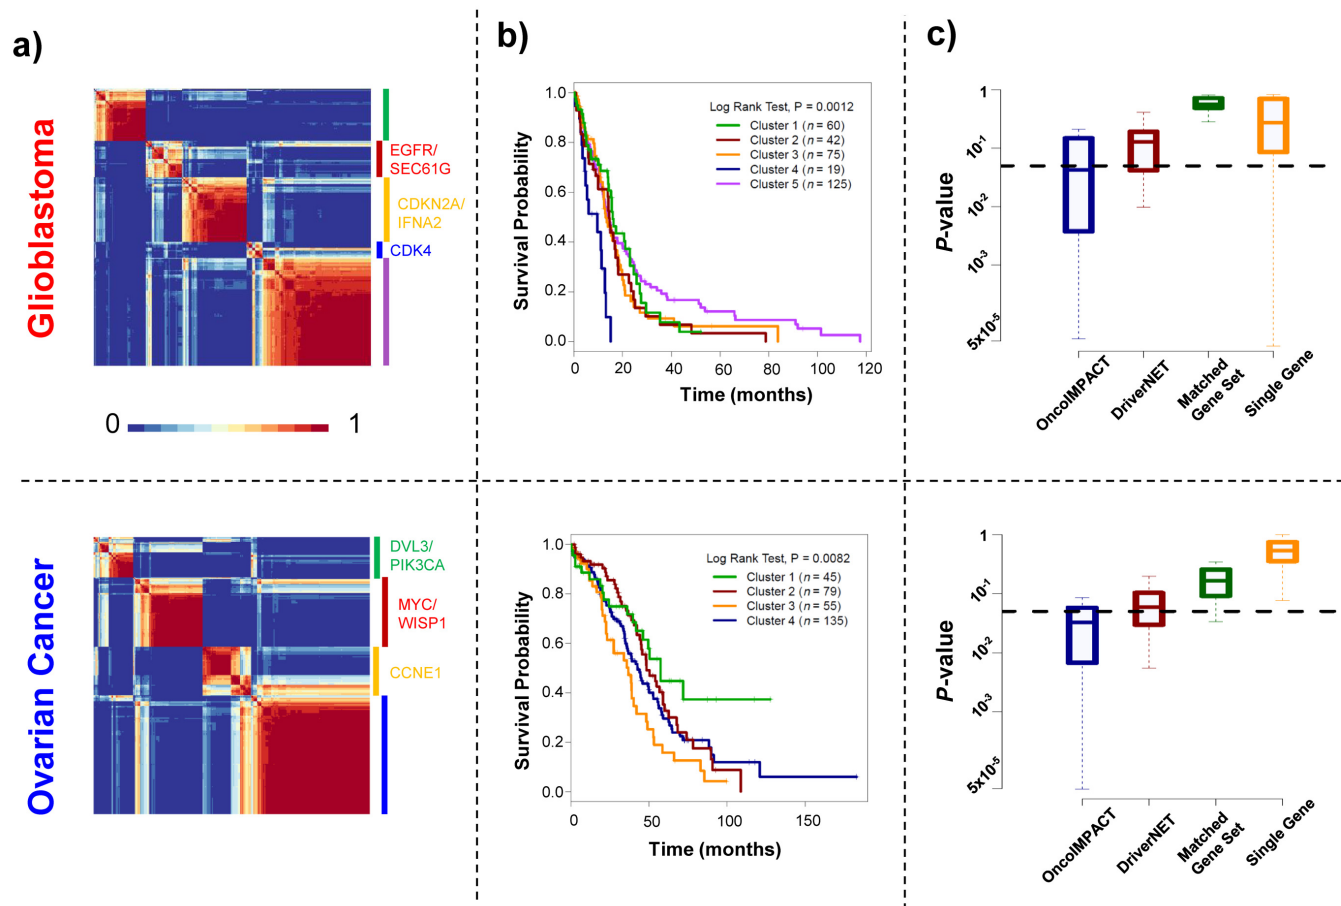 a)
b)
c)
Glioblastoma
EGFR/
SEC61G
CDKN2A/
IFNA2
CDK4
0
1
Survival Probability
1.0
0.8
0.6
0.4
0.2
0.0
Log Rank Test, P = 0.0012
Cluster 1 (n = 60)
Cluster 2 (n = 42)
Cluster 3 (n = 75)
Cluster 4 (n = 19)
Cluster 5 (n = 125)
0 20 40 60 80 100 120
Time (months)
P-value
1
10-1
10-2
10-3
5x10-5
OncoIMPACT
DriverNET
Matched
Gene Set
Single Gene
Ovarian Cancer
DVL3/
PIK3CA
MYC/
WISP1
CCNE1
Survival Probability
1.0
0.8
0.6
0.4
0.2
0.0
Log Rank Test, P = 0.0082
Cluster 1 (n = 45)
Cluster 2 (n = 79)
Cluster 3 (n = 55)
Cluster 4 (n = 135)
0 50 100 150
Time (months)
P-value
1
10-1
10-2
10-3
5x10-5
OncoIMPACT
DriverNET
Matched
Gene Set
Single Gene